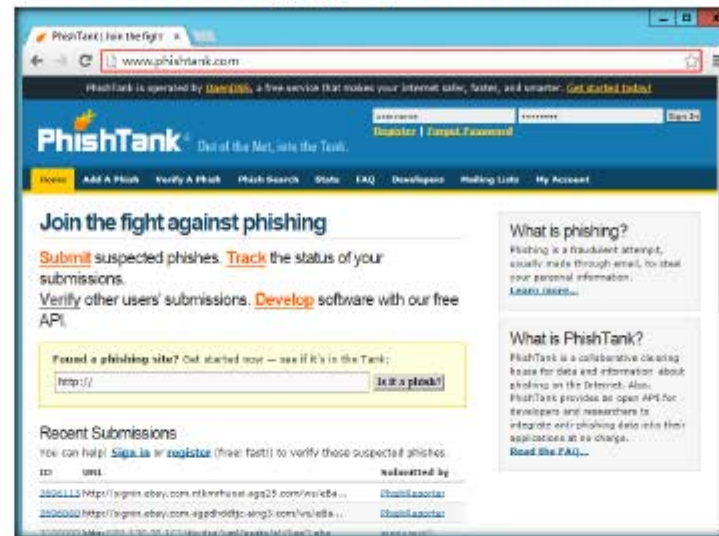 PhishTank | Join the fight
www.phishtank.com
PhishTank is operated by OpenDNS, a free service that makes your Internet safer, faster, and smarter. Get started today!
Sign In
Register | Forgot Password
PhishTank® Out of the Net, into the Tank.
Home Add A Phish Verify A Phish Phish Search Stats FAQ Developers Mailing Lists My Account
Join the fight against phishing
Submit suspected phishes. Track the status of your
submissions.
Verify other users' submissions. Develop software with our free
API.
Found a phishing site? Get started now — see if it's in the Tank:
http:// Is it a phish?
Recent Submissions
You can help! Sign in or register (free! fast!) to verify these suspected phishes.
ID URL Submitted by
PhishReporter
PhishReporter
What is phishing?
Phishing is a fraudulent attempt,
usually made through email, to steal
your personal information.
Learn more...
What is PhishTank?
PhishTank is a collaborative clearing
house for data and information about
phishing on the Internet. Also,
PhishTank provides an open API for
developers and researchers to
integrate anti-phishing data into their
applications at no charge.
Read the FAQ...